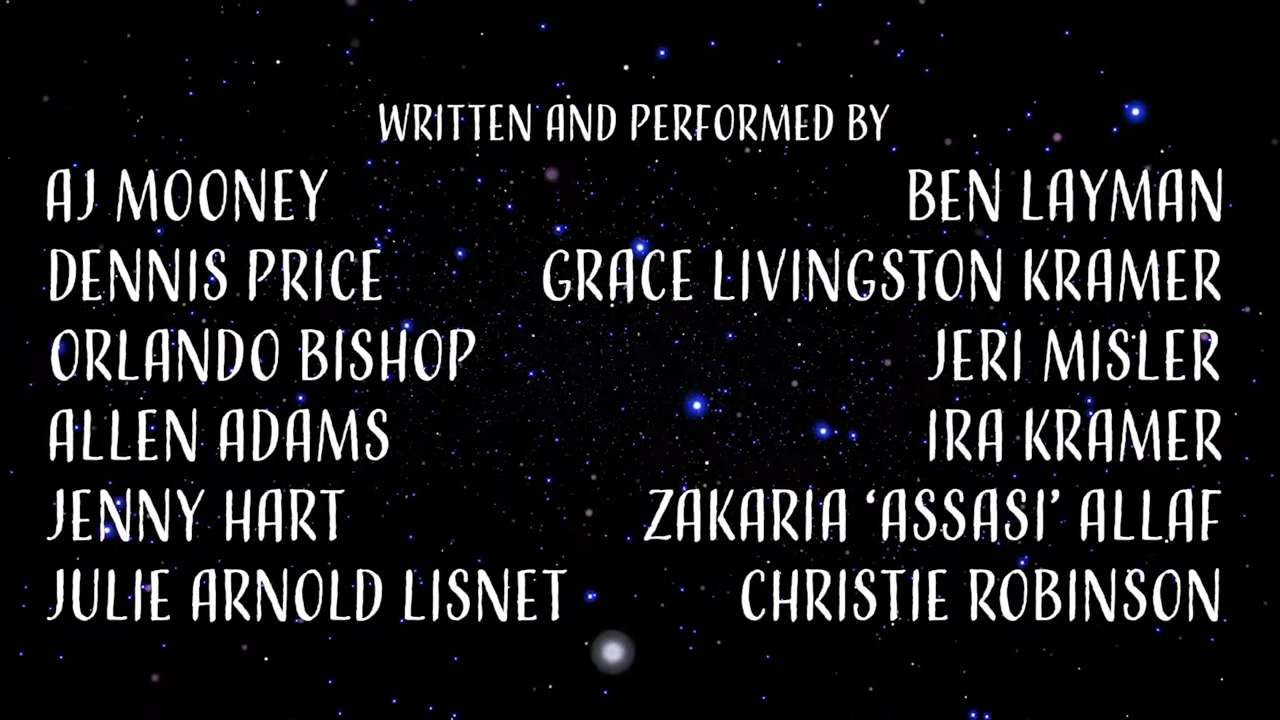 WRITTEN AND PERFORMED BY
AJ MOONEY
BEN LAYMAN
DENNIS PRICE
GRACE LIVINGSTON KRAMER
ORLANDO BISHOP
JERI MISLER
ALLEN ADAMS
IRA KRAMER
JENNY HART
ZAKARIA ‘ASSASI’ ALLAF
JULIE ARNOLD LISNET
CHRISTIE ROBINSON